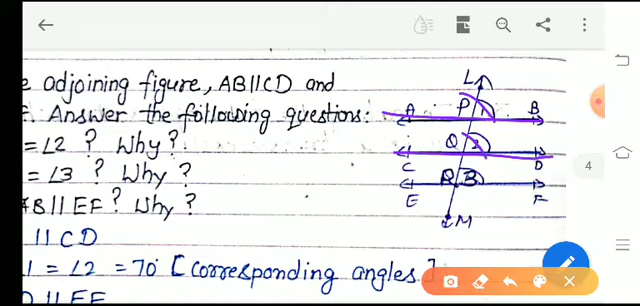 e adjoining figure, AB||CD and
F. Answer the following questions:
= ∠2 ? Why?
= ∠3 ? Why?
AB||EF? Why?
||CD
1 = ∠2 = 70° [Corresponding angles]
D || EF
L
P 1
A B
Q 2
C D
R 3
E F
M
4